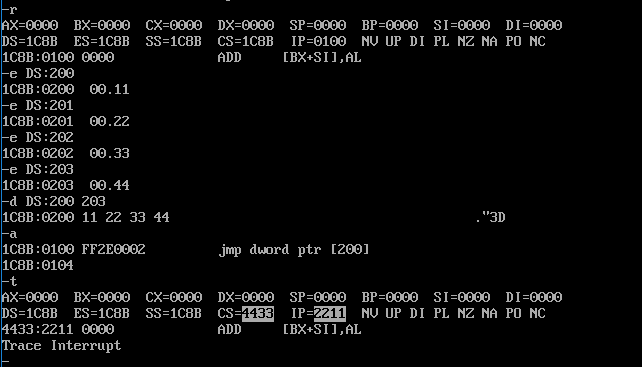 -r
AX=0000  BX=0000  CX=0000  DX=0000  SP=0000  BP=0000  SI=0000  DI=0000
DS=1C8B  ES=1C8B  SS=1C8B  CS=1C8B  IP=0100  NV UP DI PL NZ NA PO NC
1C8B:0100 0000          ADD     [BX+SI],AL
-e DS:200
1C8B:0200  00.11
-e DS:201
1C8B:0201  00.22
-e DS:202
1C8B:0202  00.33
-e DS:203
1C8B:0203  00.44
-d DS:200 203
1C8B:0200 11 22 33 44                                      ."3D
-a
1C8B:0100 FF2E0002      jmp dword ptr [200]
1C8B:0104
-t
AX=0000  BX=0000  CX=0000  DX=0000  SP=0000  BP=0000  SI=0000  DI=0000
DS=1C8B  ES=1C8B  SS=1C8B  CS=4433  IP=2211  NV UP DI PL NZ NA PO NC
4433:2211 0000          ADD     [BX+SI],AL
Trace Interrupt
-